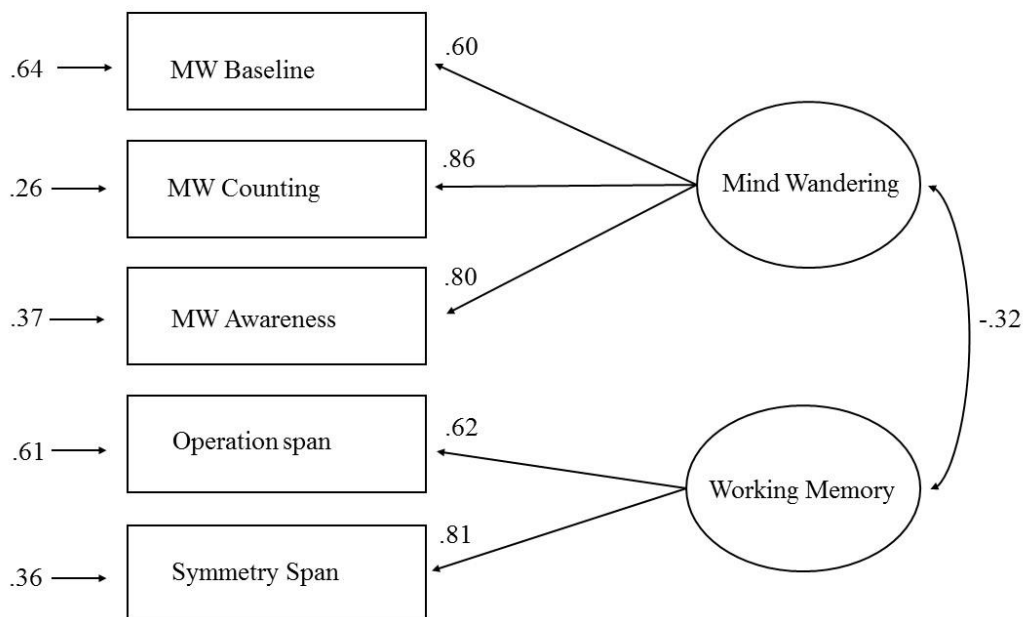 .64
MW Baseline
.60
.26
MW Counting
.86
Mind Wandering
.37
MW Awareness
.80
-.32
.61
Operation span
.62
Working Memory
.36
Symmetry Span
.81